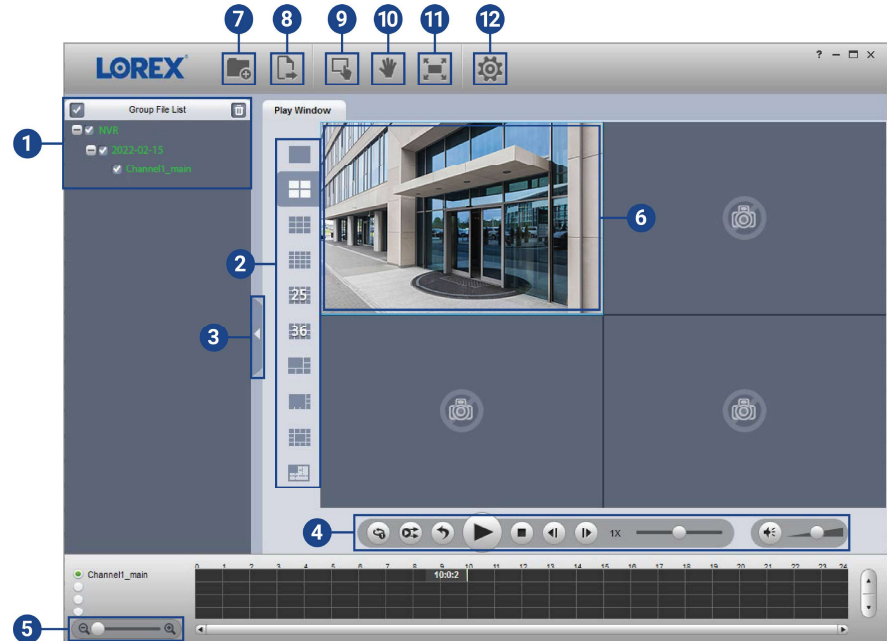 7 8 9 10 11 12
LOREX
? – □ ×
Group File List
Play Window
1
NVR
2022-02-15
Channel1_main
6
2
25
3
36
4
1X
0 1 2 3 4 5 6 7 8 9 10 11 12 13 14 15 16 17 18 19 20 21 22 23 24
Channel1_main
10:0:2
5